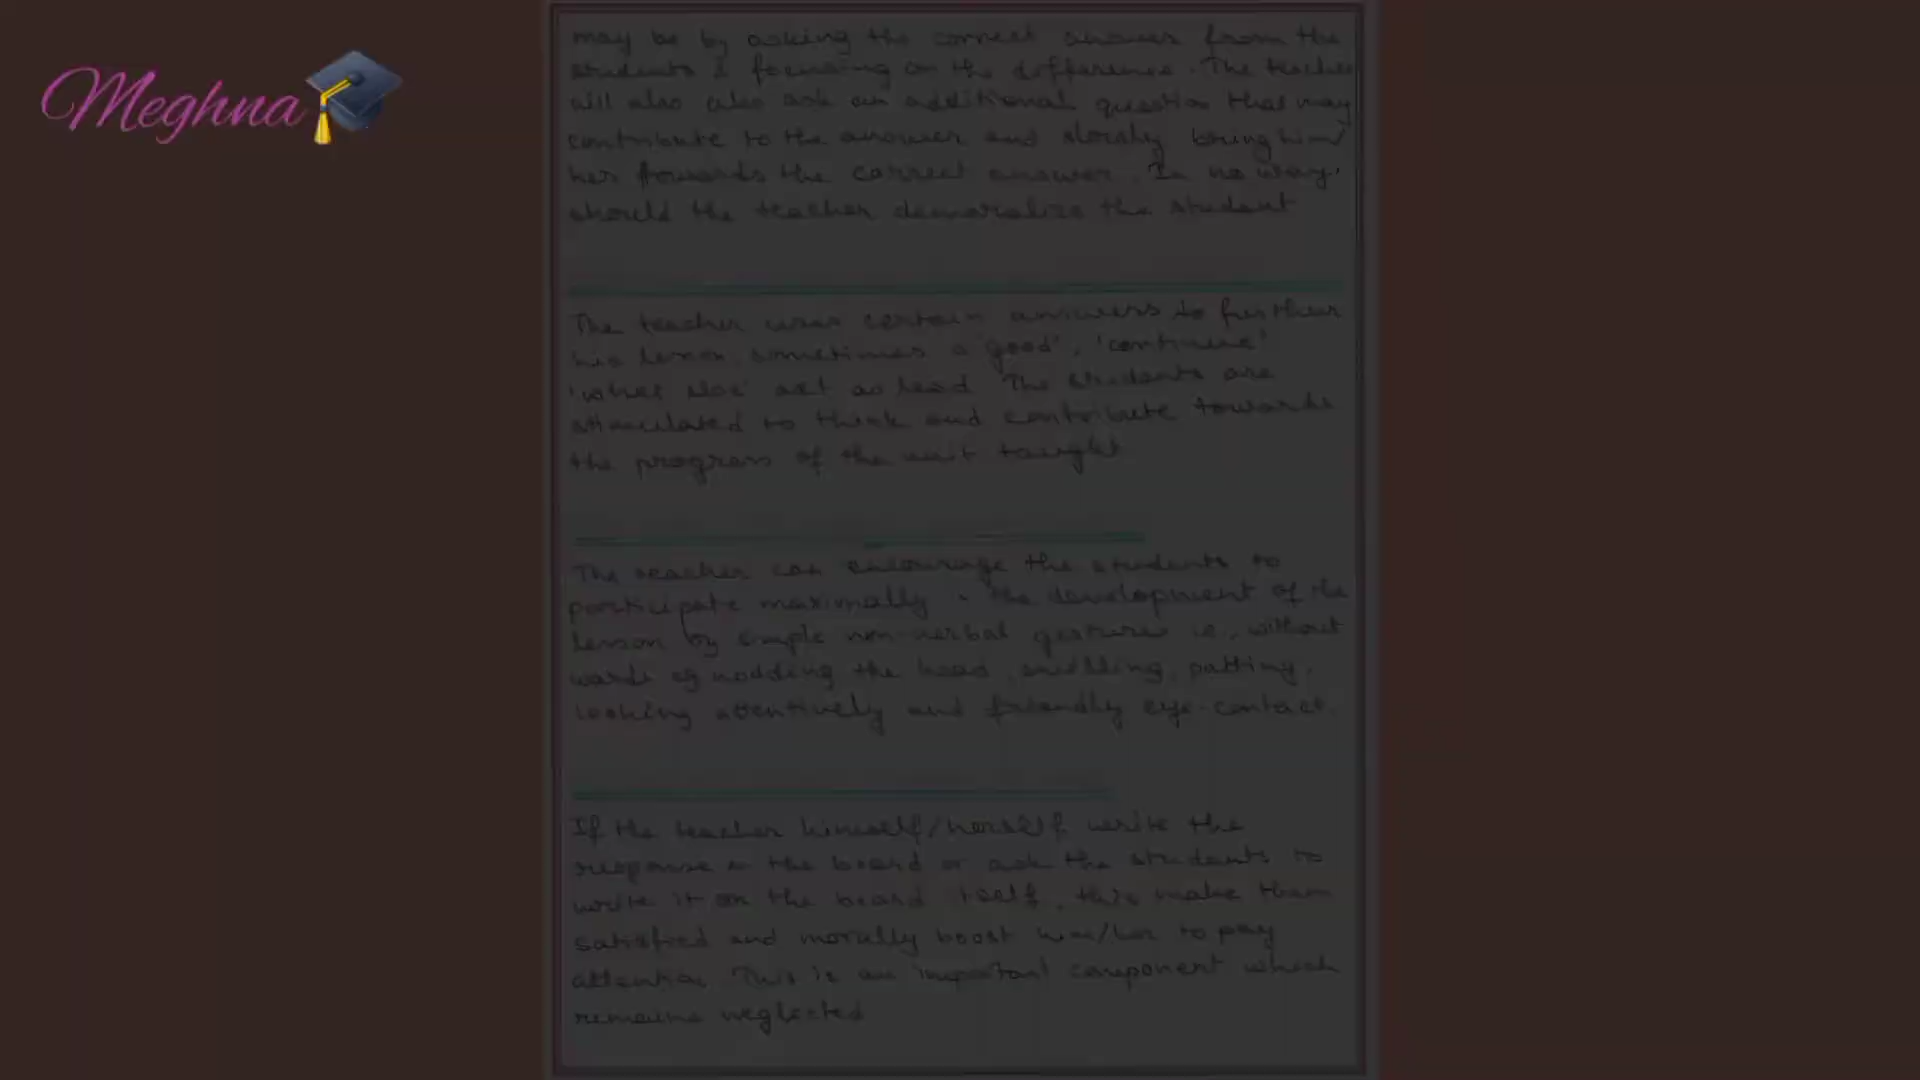 Meghna
may be by asking the correct answer from the
students & focusing on the difference. The teacher
will also also ask an additional question that may
contribute to the answer and slowly bring him/
her towards the correct answer. In no way,
should the teacher demoralize the student
The teacher uses certain answers to further
his lesson, sometimes a 'good', 'continue'
'what else' act as lead The students are
stimulated to think and contribute towards
the progress of the unit taught
The teacher can encourage the students to
participate maximally in the development of the
lesson by simple non-verbal gestures i.e., without
words eg nodding the head, smiling, patting,
looking attentively and friendly eye-contact.
If the teacher himself/herself write the
response on the board or ask the students to
write it on the board itself, this make them
satisfied and morally boost him/her to pay
attention. This is an important component which
remains neglected